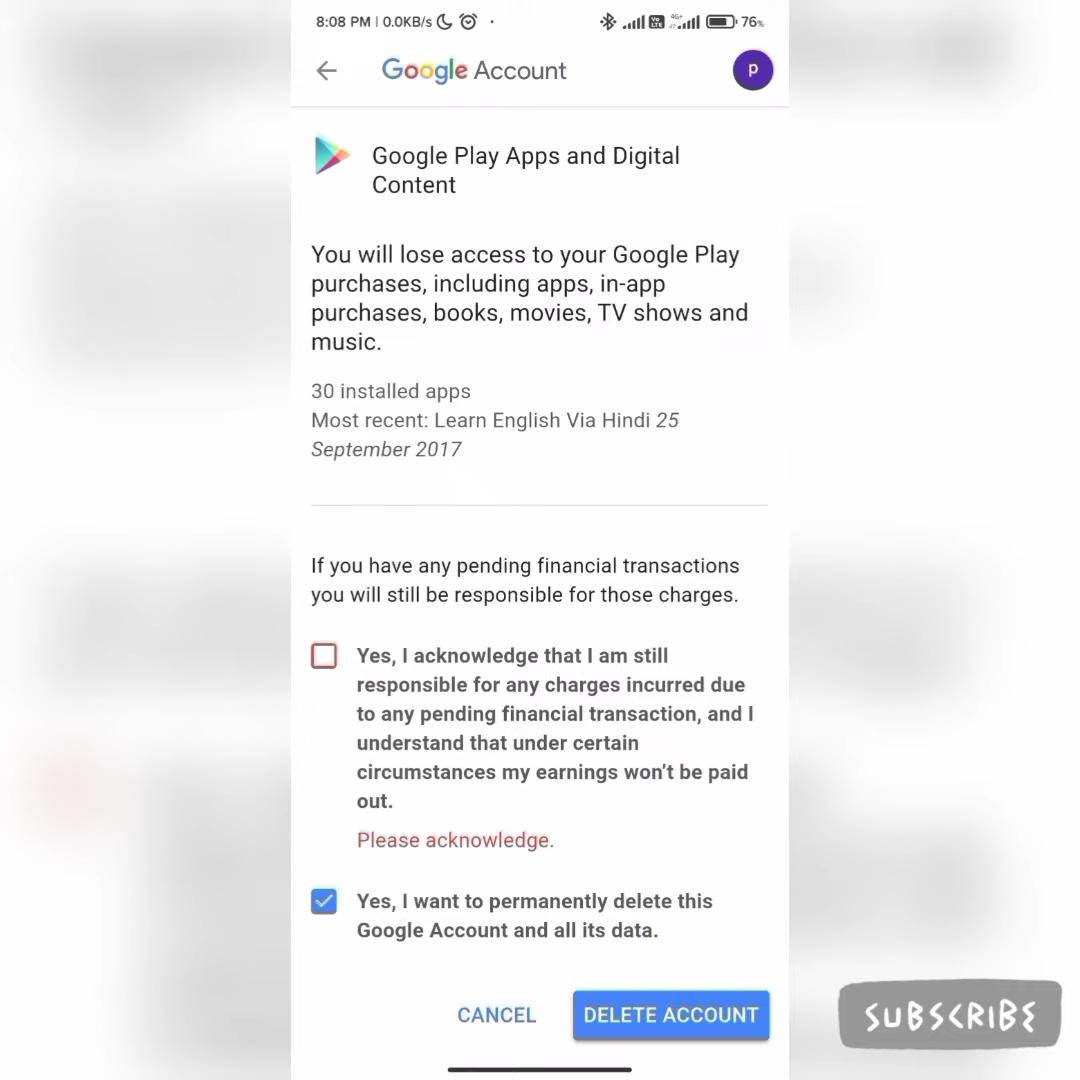 8:08 PM | 0.0KB/s
Vo LTE 4G+ 76%
Google Account
P
Google Play Apps and Digital
Content
You will lose access to your Google Play
purchases, including apps, in-app
purchases, books, movies, TV shows and
music.
30 installed apps
Most recent: Learn English Via Hindi 25
September 2017
If you have any pending financial transactions
you will still be responsible for those charges.
Yes, I acknowledge that I am still
responsible for any charges incurred due
to any pending financial transaction, and I
understand that under certain
circumstances my earnings won’t be paid
out.
Please acknowledge.
Yes, I want to permanently delete this
Google Account and all its data.
CANCEL
DELETE ACCOUNT
SUBSCRIBE